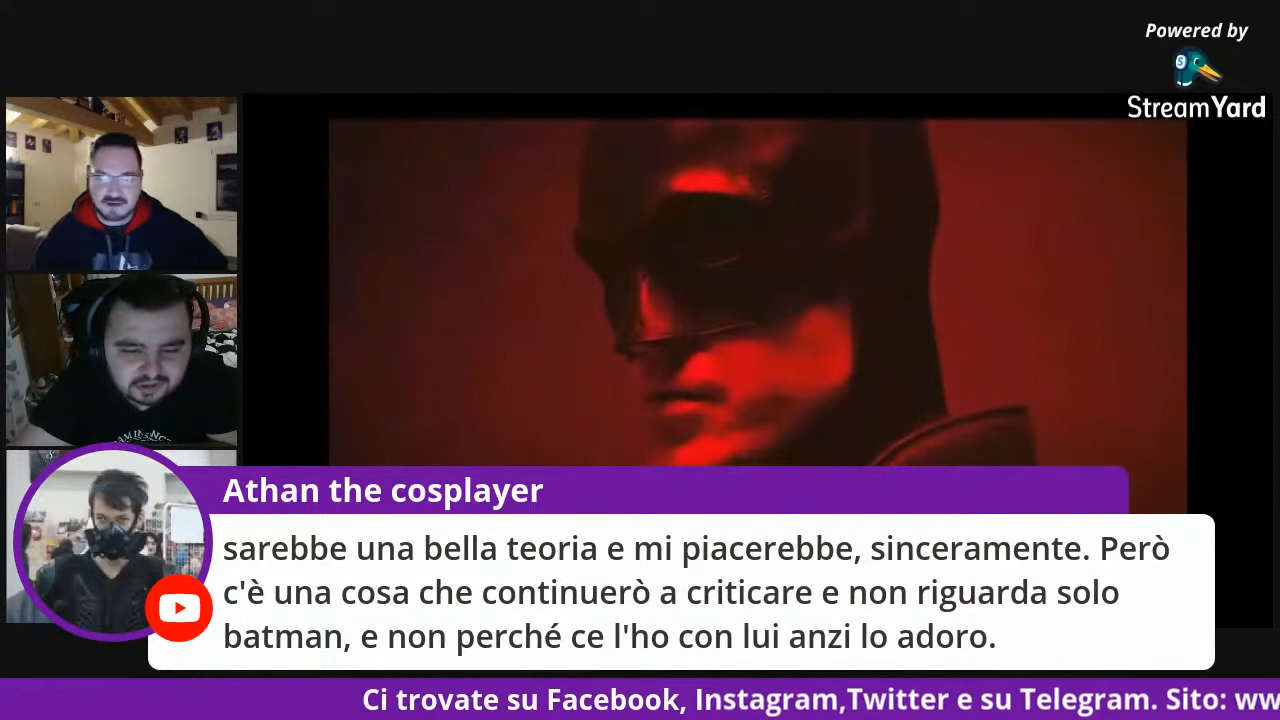 Powered by
StreamYard
Athan the cosplayer
sarebbe una bella teoria e mi piacerebbe, sinceramente. Però
c'è una cosa che continuerò a criticare e non riguarda solo
batman, e non perché ce l'ho con lui anzi lo adoro.
Ci trovate su Facebook, Instagram,Twitter e su Telegram. Sito: ww